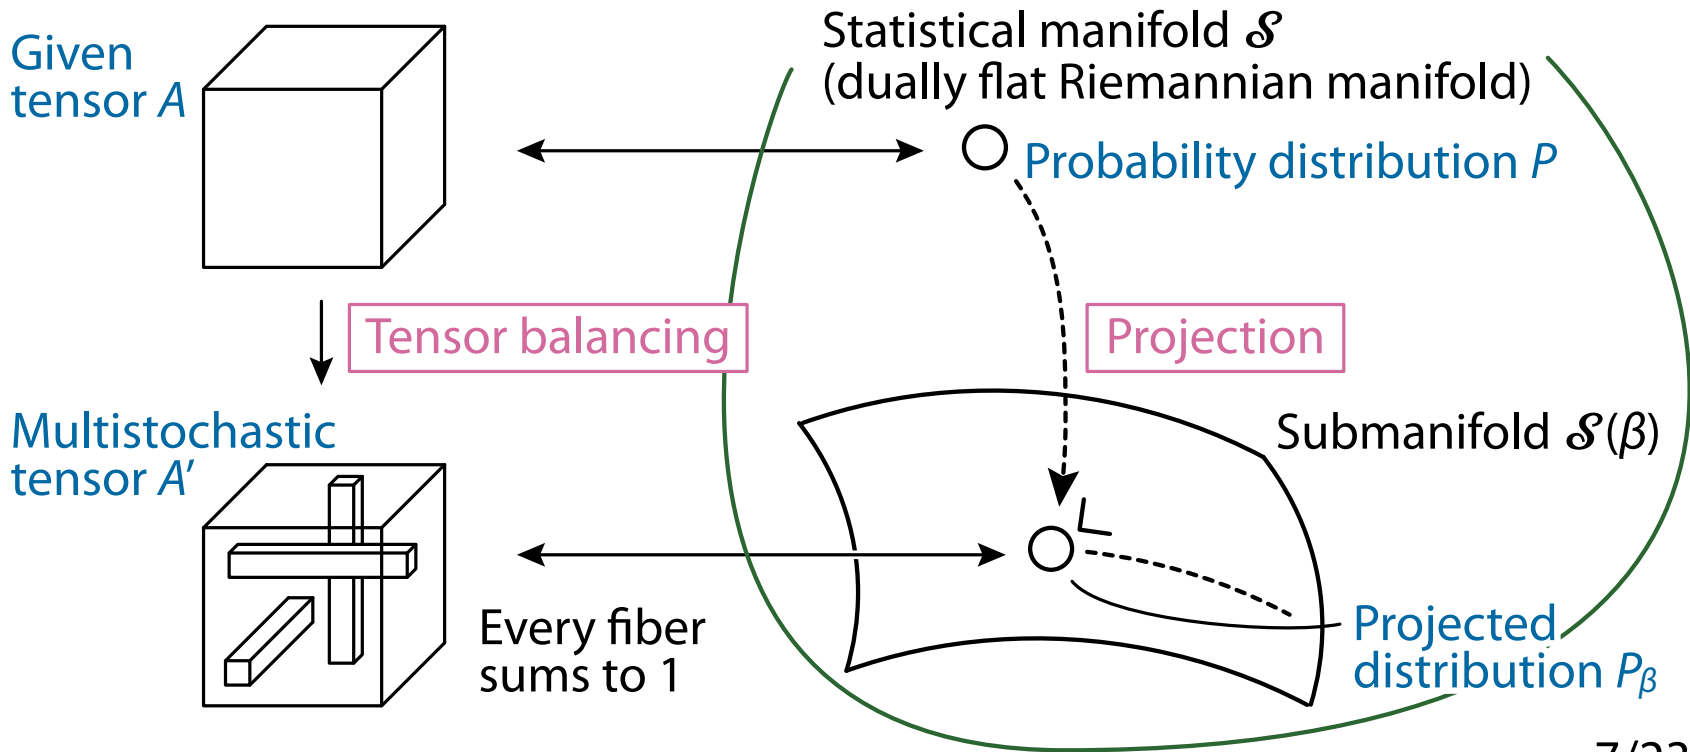 Given
tensor A
Statistical manifold 𝓢
(dually flat Riemannian manifold)
Probability distribution P
Tensor balancing
Projection
Multistochastic
tensor A′
Submanifold 𝓢(β)
Every fiber
sums to 1
Projected
distribution Pβ